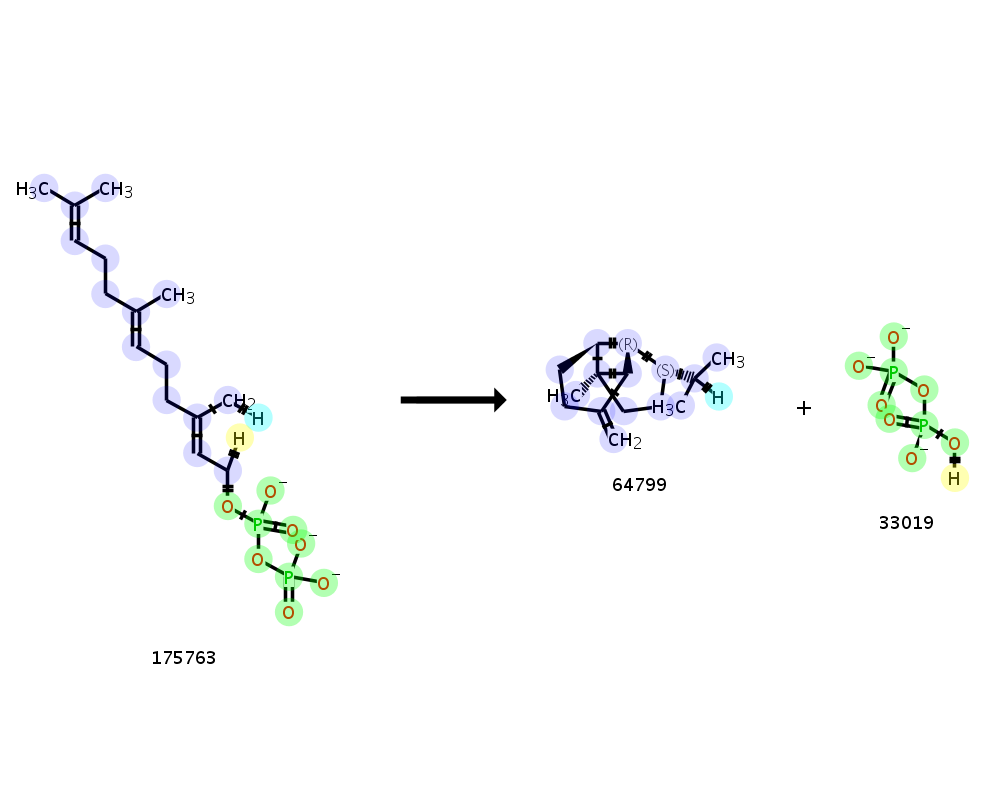 H3C CH3
CH3
CH2
H
H
O O−
P O
O−
O
P O−
O
175763
(R)
(S) CH3
H3C H3C H
CH2
64799
+
O−
O− P
O
O
O P
O
O−
H
33019